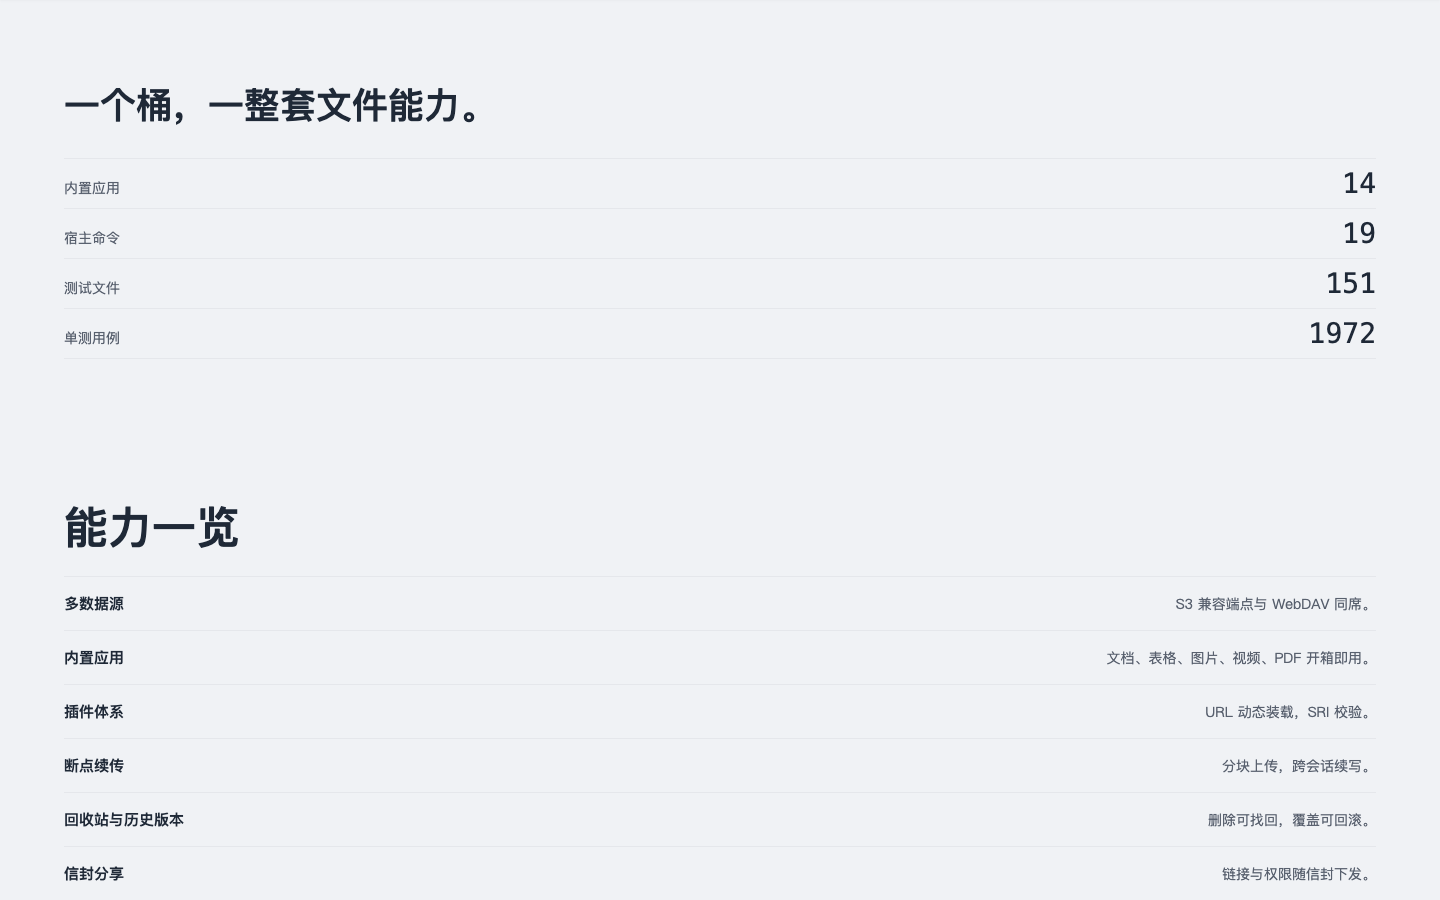 一个桶，一整套文件能力。
内置应用 14
宿主命令 19
测试文件 151
单测用例 1972
能力一览
多数据源 S3 兼容端点与 WebDAV 同席。
内置应用 文档、表格、图片、视频、PDF 开箱即用。
插件体系 URL 动态装载，SRI 校验。
断点续传 分块上传，跨会话续写。
回收站与历史版本 删除可找回，覆盖可回滚。
信封分享 链接与权限随信封下发。